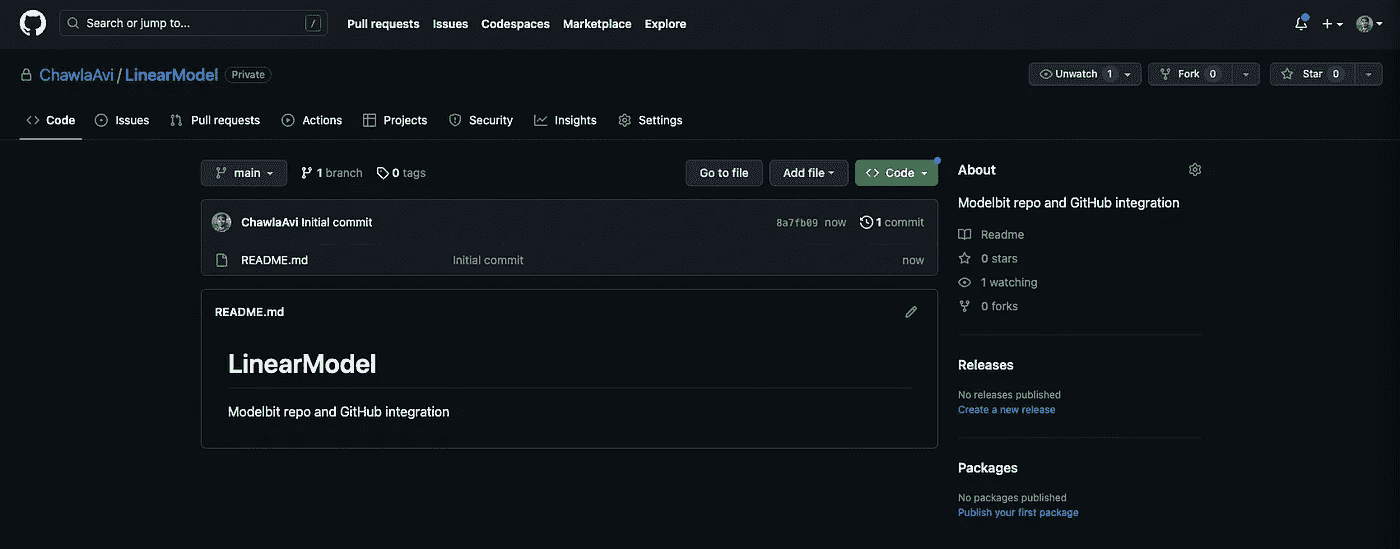 Search or jump to... /
Pull requests Issues Codespaces Marketplace Explore
ChawlaAvi / LinearModel Private
Unwatch 1 Fork 0 Star 0
Code Issues Pull requests Actions Projects Security Insights Settings
main 1 branch 0 tags Go to file Add file Code
ChawlaAvi Initial commit 8a7fb09 now 1 commit
README.md Initial commit now
README.md
LinearModel
Modelbit repo and GitHub integration
About
Modelbit repo and GitHub integration
Readme
0 stars
1 watching
0 forks
Releases
No releases published
Create a new release
Packages
No packages published
Publish your first package